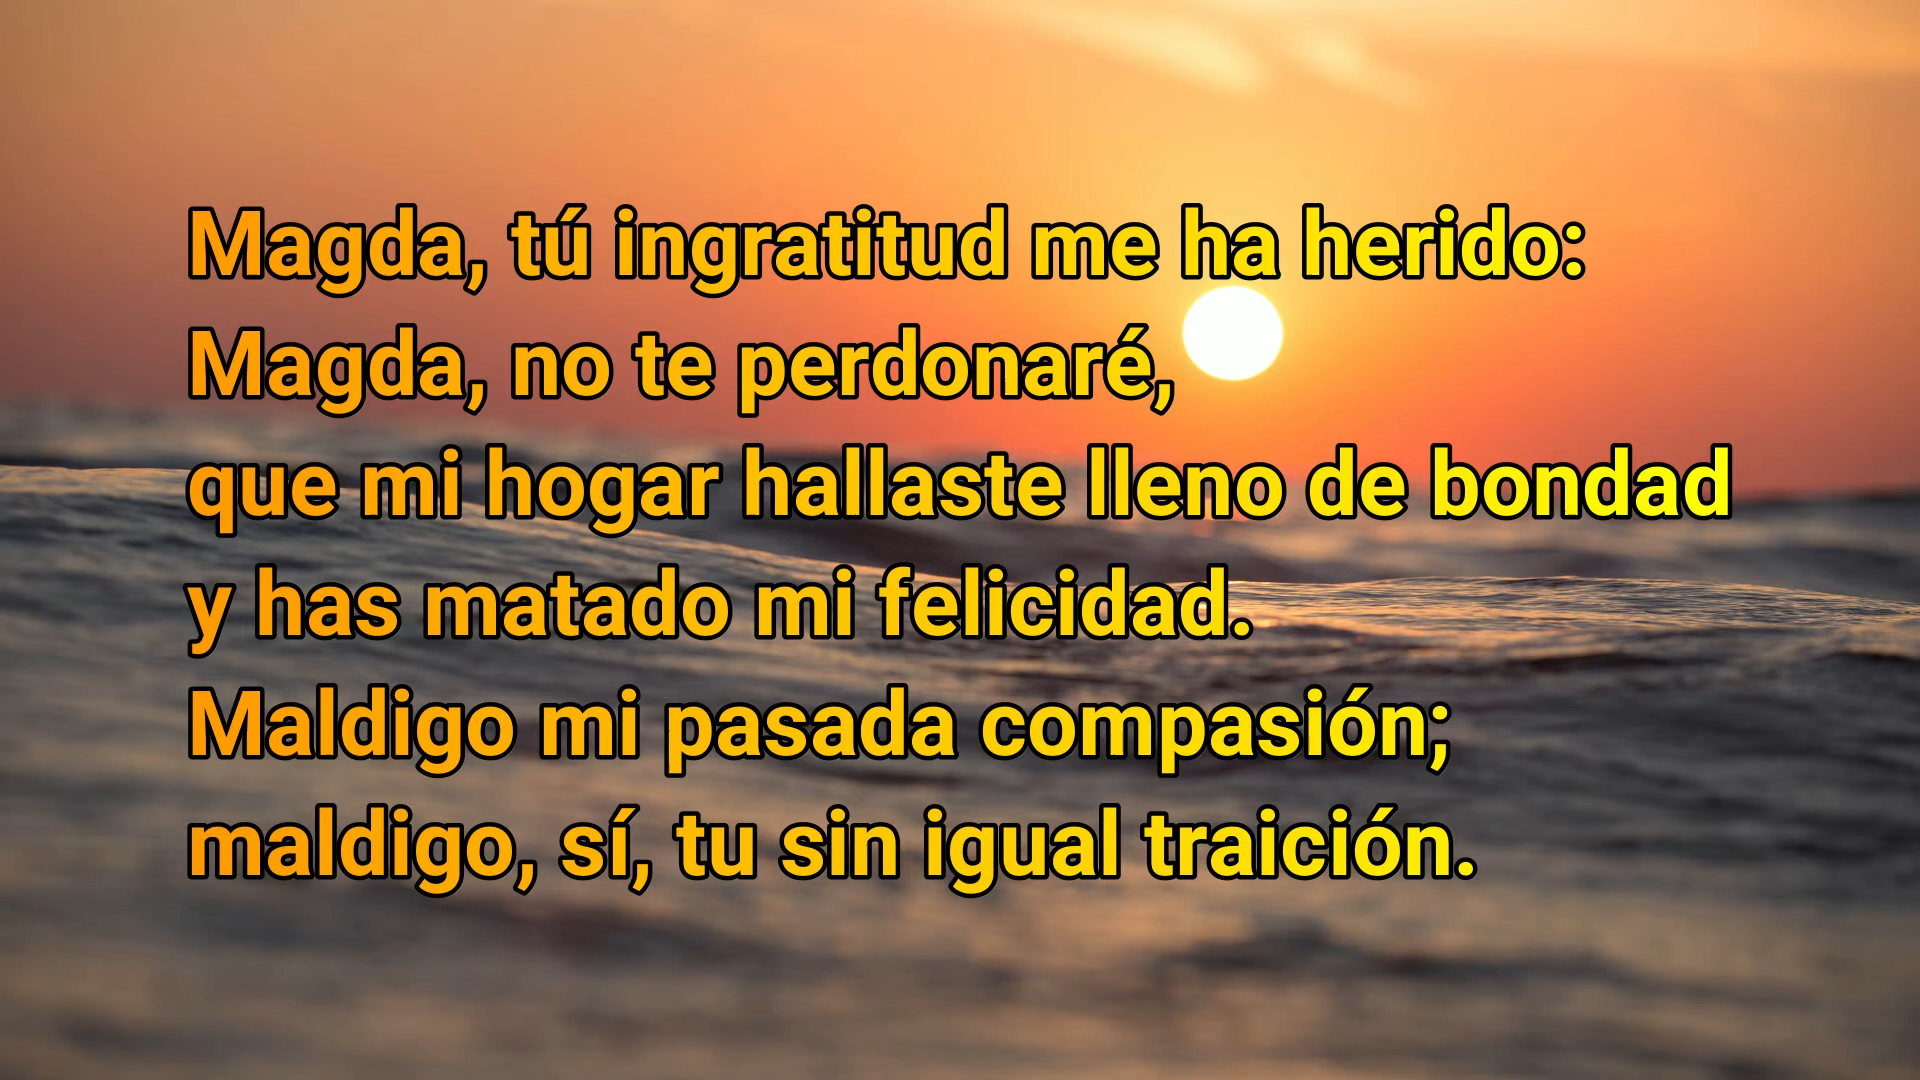 Magda, tú ingratitud me ha herido:
Magda, no te perdonaré,
que mi hogar hallaste lleno de bondad
y has matado mi felicidad.
Maldigo mi pasada compasión;
maldigo, sí, tu sin igual traición.